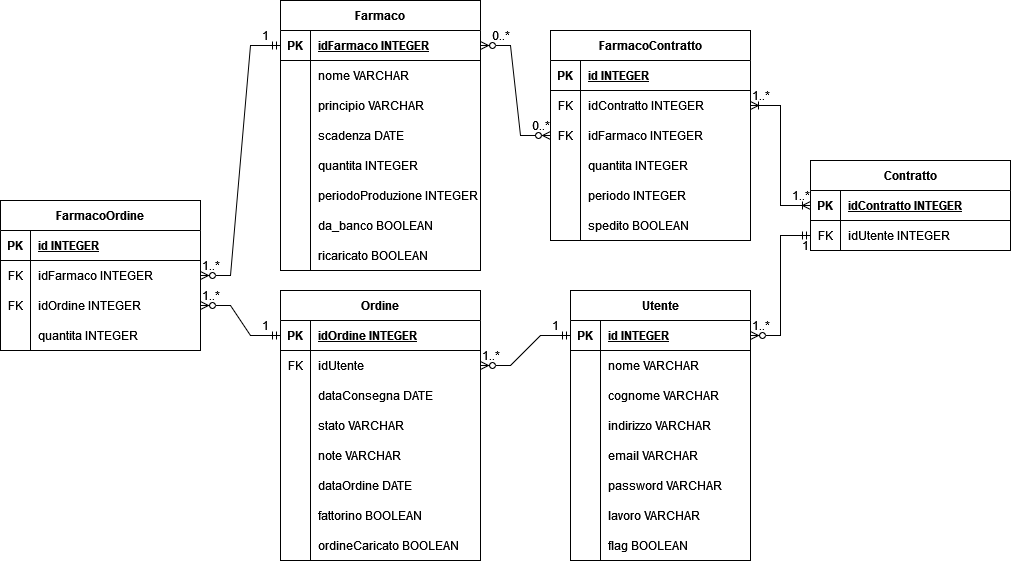 Farmaco
PK idFarmaco INTEGER
nome VARCHAR
principio VARCHAR
scadenza DATE
quantita INTEGER
periodoProduzione INTEGER
da_banco BOOLEAN
ricaricato BOOLEAN
1
0..*
FarmacoContratto
PK id INTEGER
FK idContratto INTEGER
FK idFarmaco INTEGER
quantita INTEGER
periodo INTEGER
spedito BOOLEAN
0..*
1..*
Contratto
PK idContratto INTEGER
FK idUtente INTEGER
1..*
1
FarmacoOrdine
PK id INTEGER
FK idFarmaco INTEGER
FK idOrdine INTEGER
quantita INTEGER
1..*
1..*
Ordine
PK idOrdine INTEGER
FK idUtente
dataConsegna DATE
stato VARCHAR
note VARCHAR
dataOrdine DATE
fattorino BOOLEAN
ordineCaricato BOOLEAN
1
1..*
Utente
PK id INTEGER
nome VARCHAR
cognome VARCHAR
indirizzo VARCHAR
email VARCHAR
password VARCHAR
lavoro VARCHAR
flag BOOLEAN
1
1..*